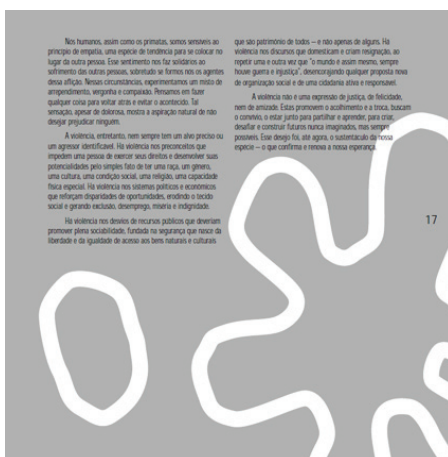 Nos humanos, assim como os primatas, somos sensiveis ao
principio de empatia, uma espécie de tendência para se colocar no
lugar da outra pessoa. Esse sentimento nos faz solidários ao
sofrimento das outras pessoas, sobretudo se formos nós os agentes
dessa aflição. Nessas circunstâncias, experimentamos um misto de
arrependimento, vergonha e compaixão. Pensamos em fazer
qualquer coisa para voltar atrás e evitar o acontecido. Tal
sensação, apesar de dolorosa, mostra a aspiração natural de não
desejar prejudicar ninguém.
A violência, entretanto, nem sempre tem um alvo preciso ou
um agressor identificável. Há violência nos preconceitos que
impedem uma pessoa de exercer seus direitos e desenvolver suas
potencialidades pelo simples fato de ter uma raça, um gênero,
uma cultura, uma condição social, uma religião, uma capacidade
física especial. Há violência nos sistemas políticos e econômicos
que reforçam disparidades de oportunidades, erodindo o tecido
social e gerando exclusão, desemprego, miséria e indignidade.
Há violência nos desvios de recursos públicos que deveriam
promover plena sociabilidade, fundada na segurança que nasce da
liberdade e da igualdade de acesso aos bens naturais e culturais
que são patrimônio de todos — e não apenas de alguns. Há
violência nos discursos que domesticam e criam resignação, ao
repetir uma e outra vez que "o mundo é assim mesmo, sempre
houve guerra e injustiça", desencorajando qualquer proposta nova
de organização social e de uma cidadania ativa e responsável.
A violência não é uma expressão de justiça, de felicidade,
nem de amizade. Estas promovem o acolhimento e a troca, buscam
o convívio, o estar junto para partilhar e aprender, para criar,
desafiar e construir futuros nunca imaginados, mas sempre
possíveis. Esse desejo foi, até agora, o sustentáculo da nossa
espécie — o que confirma e renova a nossa esperança.
17